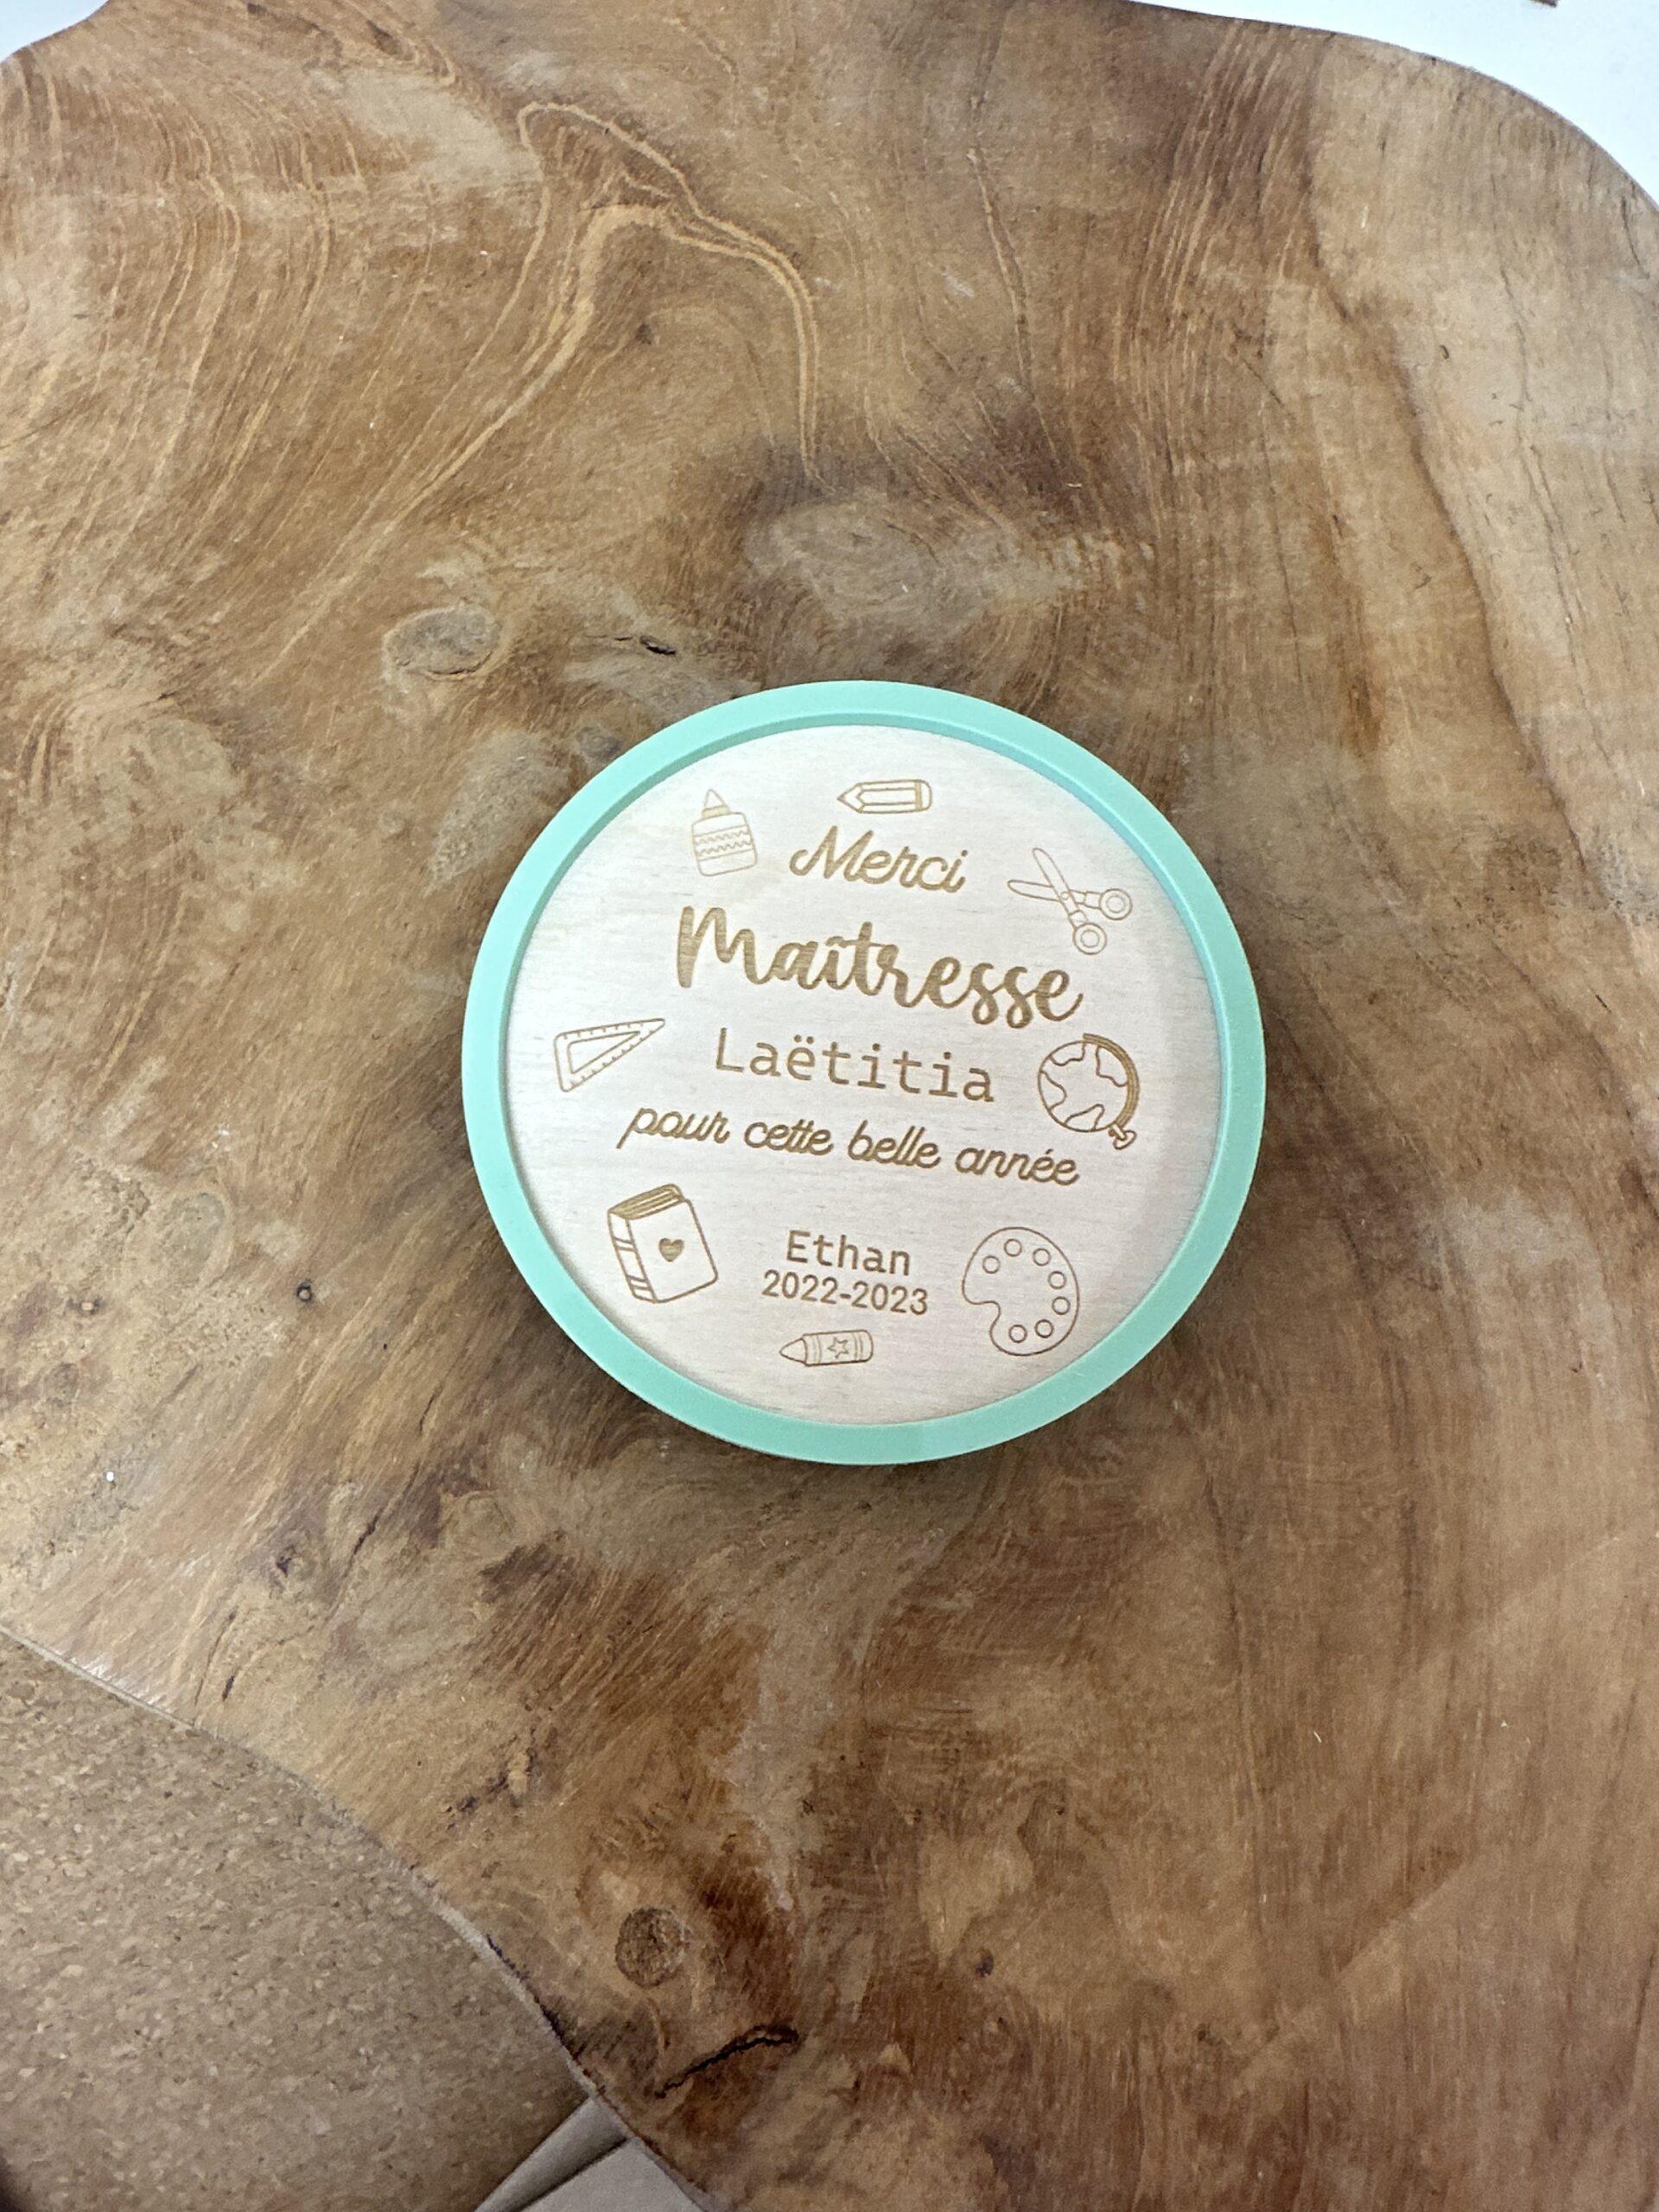 Merci
Maîtresse
Laëtitia
pour cette belle année
Ethan
2022-2023